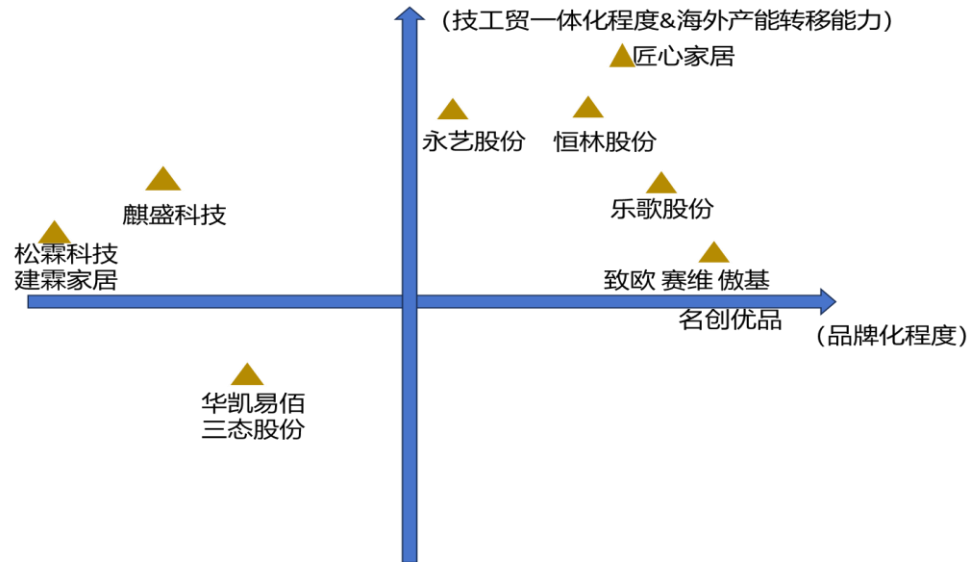 （技工贸一体化程度&海外产能转移能力）
匠心家居
永艺股份
恒林股份
麒盛科技
乐歌股份
松霖科技
建霖家居
致欧 赛维 傲基
名创优品
（品牌化程度）
华凯易佰
三态股份